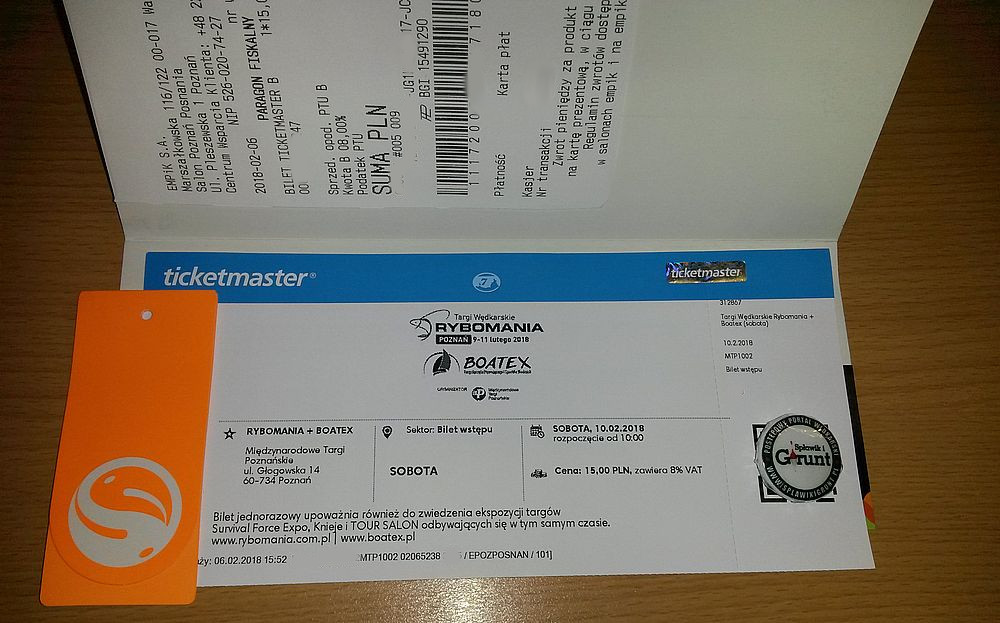 EMPiK S.A.
Marszałkowska 116/122 00-017
Salon Poznań Posnania
ul. Pleszewska 1 Poznań
Centrum Wsparcia Klienta: +48
NIP 526-020-74-27
2018-02-06 PARAGON FISKALNY
BILET TICKETMASTER B 1*15,
00 47
Sprzed. opod. PTU B
Kwota B 08,00%
Podatek PTU
SUMA PLN
#005 009
BGI 15491290
1117200 7180
Płatność Karta płat
Kasjer
Nr transakcji
Zwrot pieniędzy za produkt
na kartę prezentową, w ciągu
Regulamin zwrotów dostęp
w salonach empik i na empik
ticketmaster®
ticketmaster
Targi Wędkarskie
RYBOMANIA
POZNAŃ 9-11 lutego 2018
BOATEX
ORGANIZATOR
Międzynarodowe
Targi
Poznańskie
RYBOMANIA + BOATEX
Międzynarodowe Targi
Poznańskie
ul. Głogowska 14
60-734 Poznań
Sektor: Bilet wstępu
SOBOTA
SOBOTA, 10.02.2018
rozpoczęcie od 10:00
Cena: 15,00 PLN, zawiera 8% VAT
Bilet jednorazowy upoważnia również do zwiedzenia ekspozycji targów
Survival Force Expo, Knieje i TOUR SALON odbywających się w tym samym czasie.
www.rybomania.com.pl | www.boatex.pl
06.02.2018 15:52
MTP1002 02065238 / EPOZPOSNAN / 101]
312867
Targi Wędkarskie Rybomania +
Boatex (sobota)
10.2.2018
MTP1002
Bilet wstępu
Spławik i
Grunt
WWW.SPLAWIKIGRUNT.PL